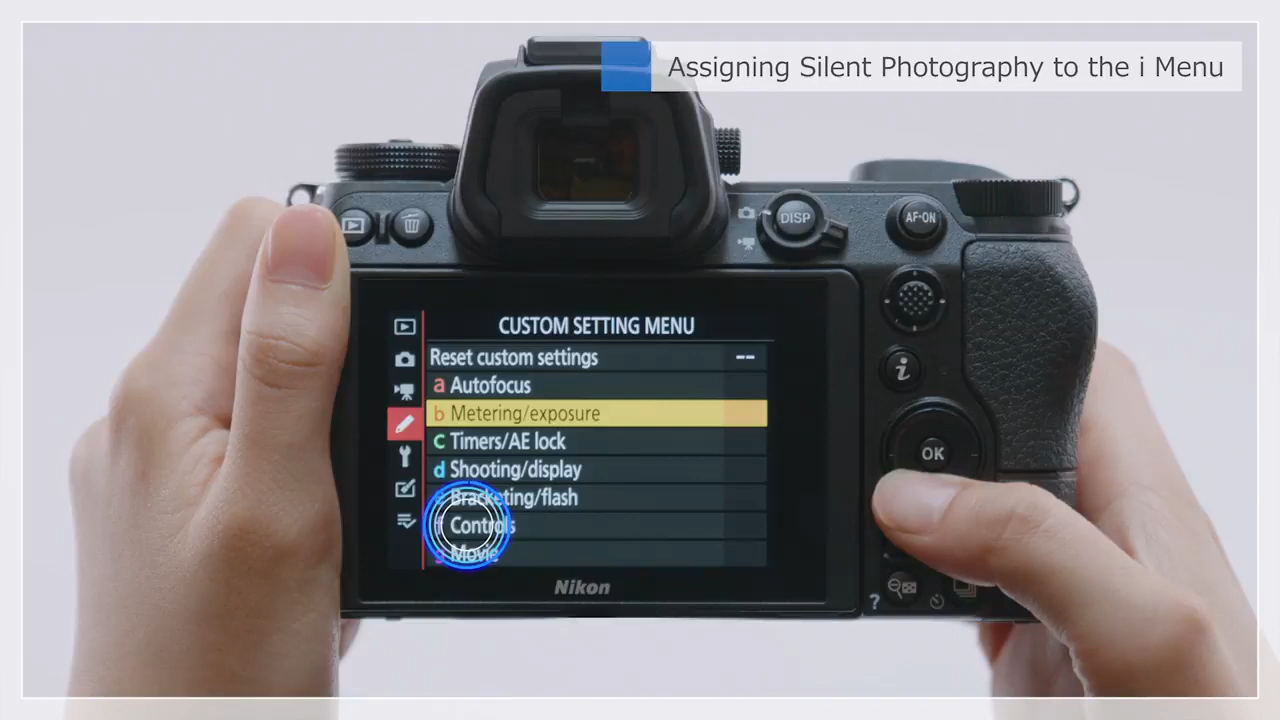 Assigning Silent Photography to the i Menu
DISP
AF-ON
i
OK
?
CUSTOM SETTING MENU
Reset custom settings --
a Autofocus
b Metering/exposure
c Timers/AE lock
d Shooting/display
e Bracketing/flash
f Controls
g Movie
Nikon